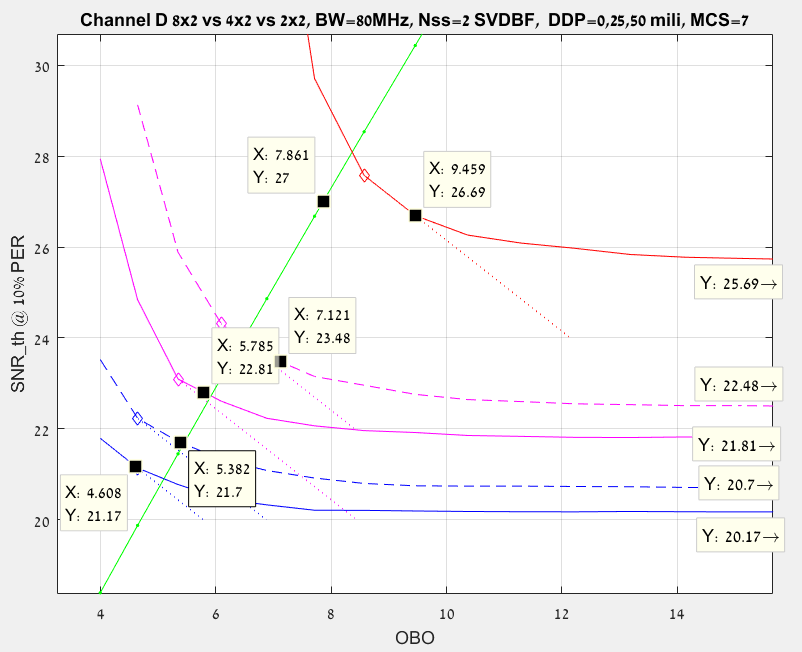 Channel D 8x2 vs 4x2 vs 2x2, BW=80MHz, Nss=2 SVDBF, DDP=0,25,50 mili, MCS=7
SNR_th @ 10% PER
30
28
26
24
22
20
X: 7.861
Y: 27
X: 9.459
Y: 26.69
Y: 25.69→
X: 7.121
Y: 23.48
X: 5.785
Y: 22.81
Y: 22.48→
Y: 21.81→
X: 5.382
Y: 21.7
Y: 20.7→
X: 4.608
Y: 21.17
Y: 20.17→
4
6
8
10
12
14
OBO